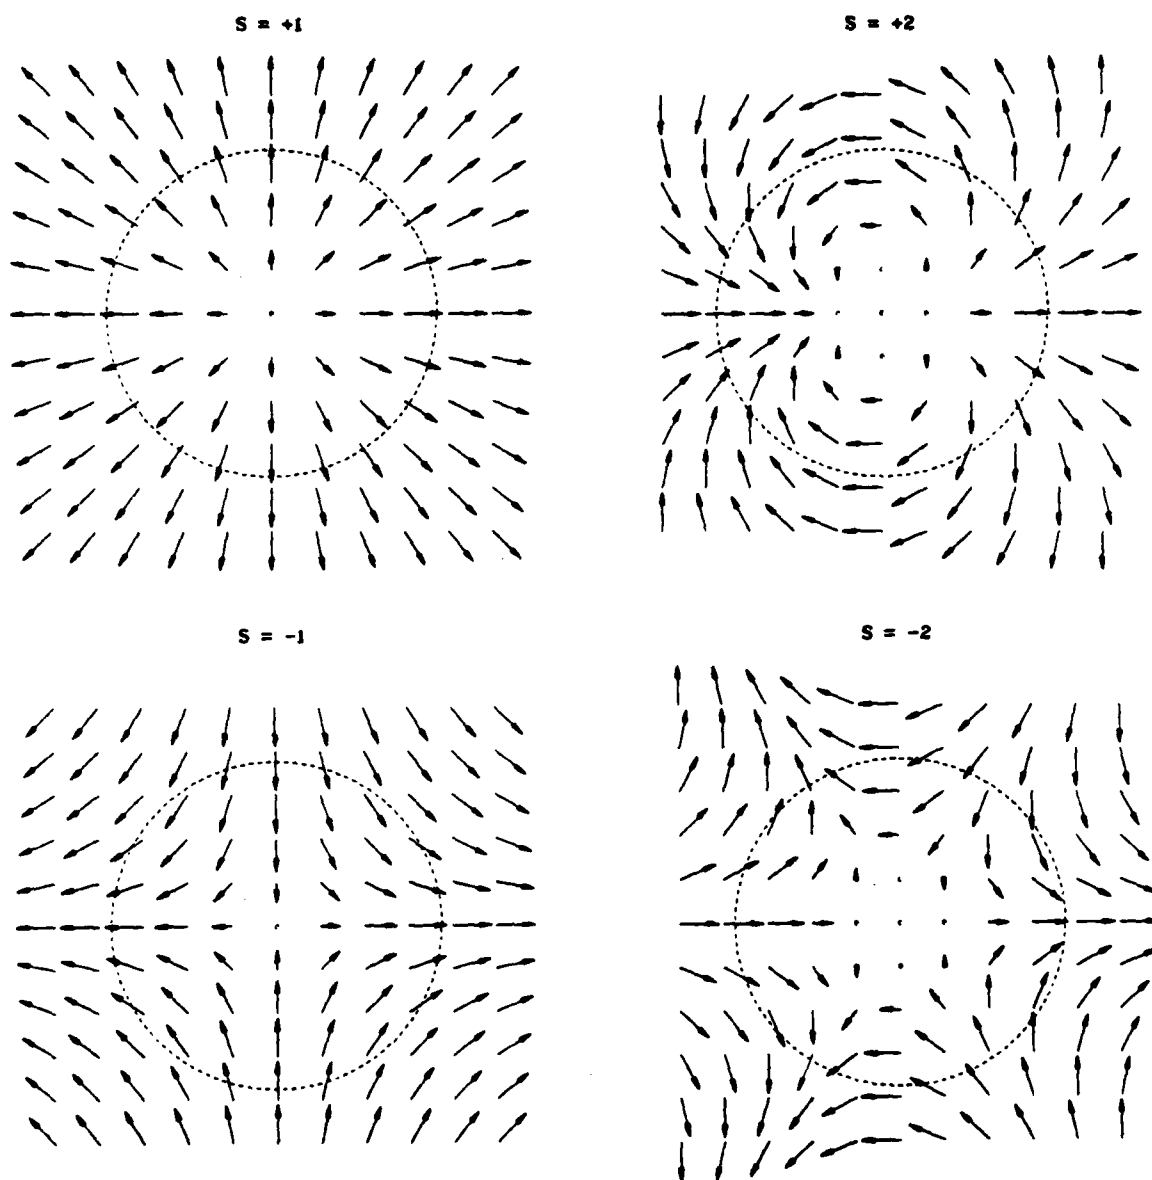 S = +1
S = +2
S = -1
S = -2